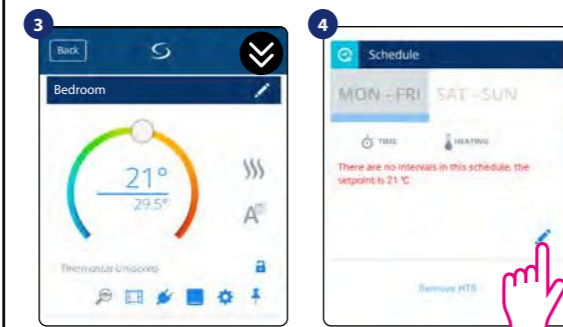 3
Back
Bedroom
21°
29.5°
Thermostat Unlocked
4
Schedule
MON - FRI SAT - SUN
TIME HEATING
There are no intervals in this schedule, the
setpoint is 21 °C
Remove HTR